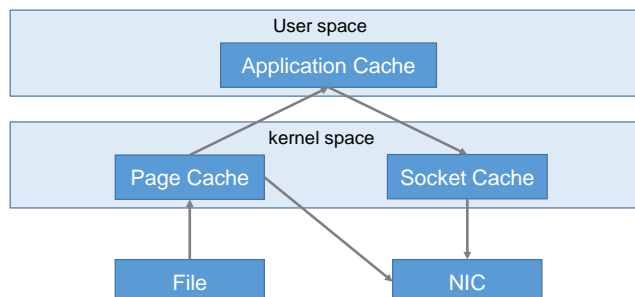 User space
Application Cache
kernel space
Page Cache
Socket Cache
File
NIC